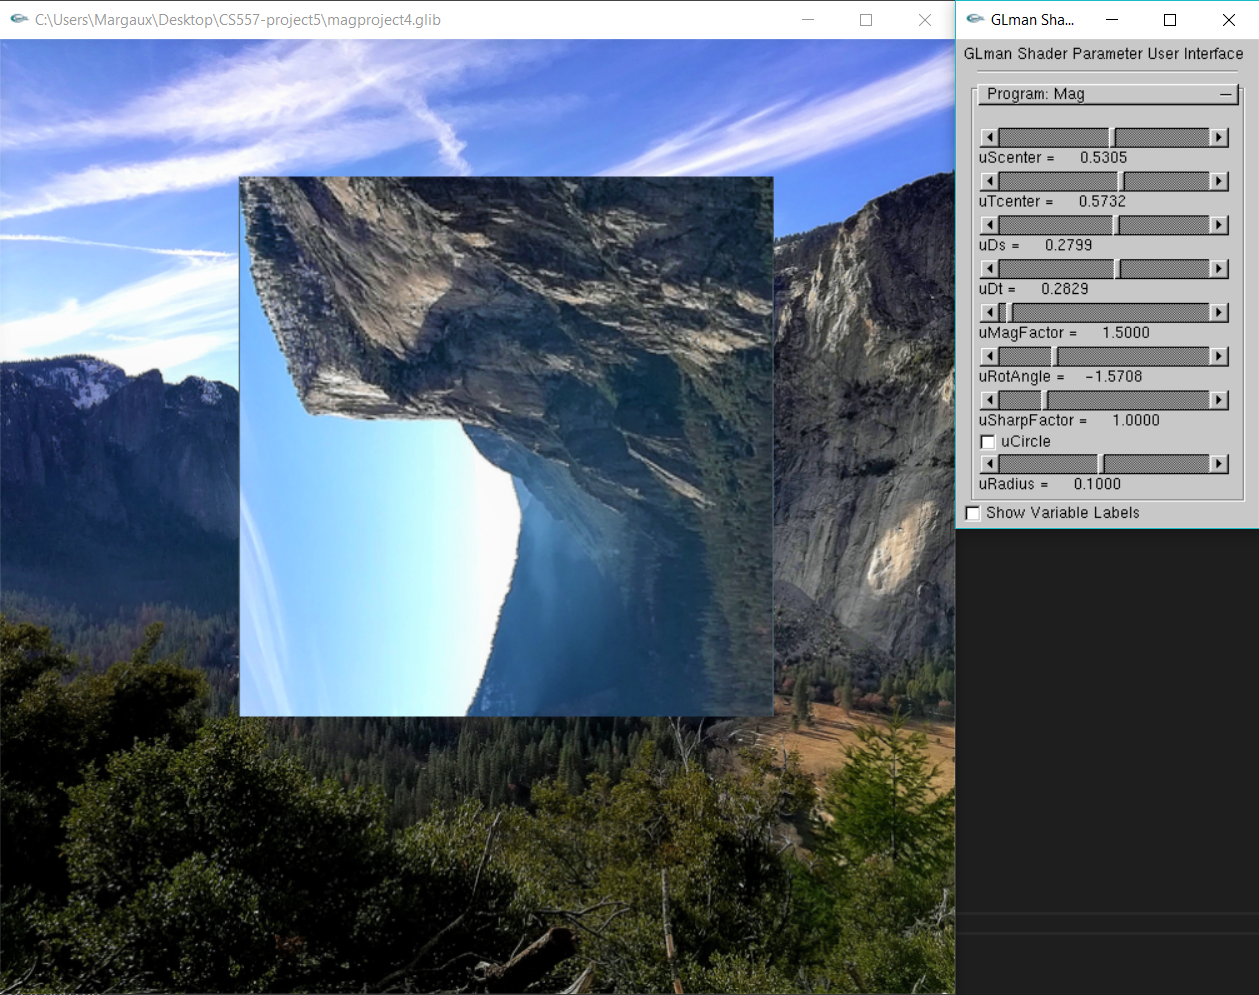 C:\Users\Margaux\Desktop\CS557-project5\magproject4.glib
GLman Sha...
GLman Shader Parameter User Interface
Program: Mag
uScenter = 0.5305
uTcenter = 0.5732
uDs = 0.2799
uDt = 0.2829
uMagFactor = 1.5000
uRotAngle = -1.5708
uSharpFactor = 1.0000
uCircle
uRadius = 0.1000
Show Variable Labels